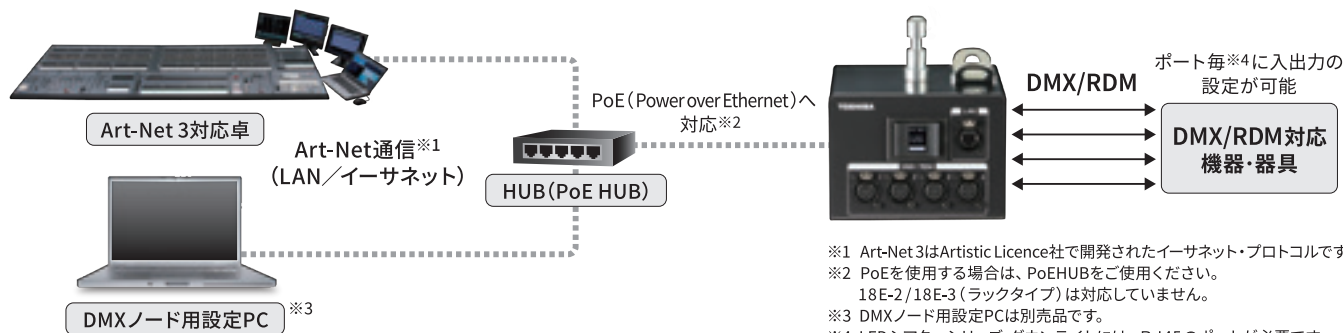 Art-Net 3対応卓
Art-Net通信※1
（LAN／イーサネット）
DMXノード用設定PC ※3
HUB（PoE HUB）
PoE（Power over Ethernet）へ
対応※2
TOSHIBA
DMX/RDM
ポート毎※4に入出力の
設定が可能
DMX/RDM対応
機器・器具
※1 Art-Net 3はArtistic Licence社で開発されたイーサネット・プロトコルです
※2 PoEを使用する場合は、PoEHUBをご使用ください。
18E-2/18E-3（ラックタイプ）は対応していません。
※3 DMXノード用設定PCは別売品です。